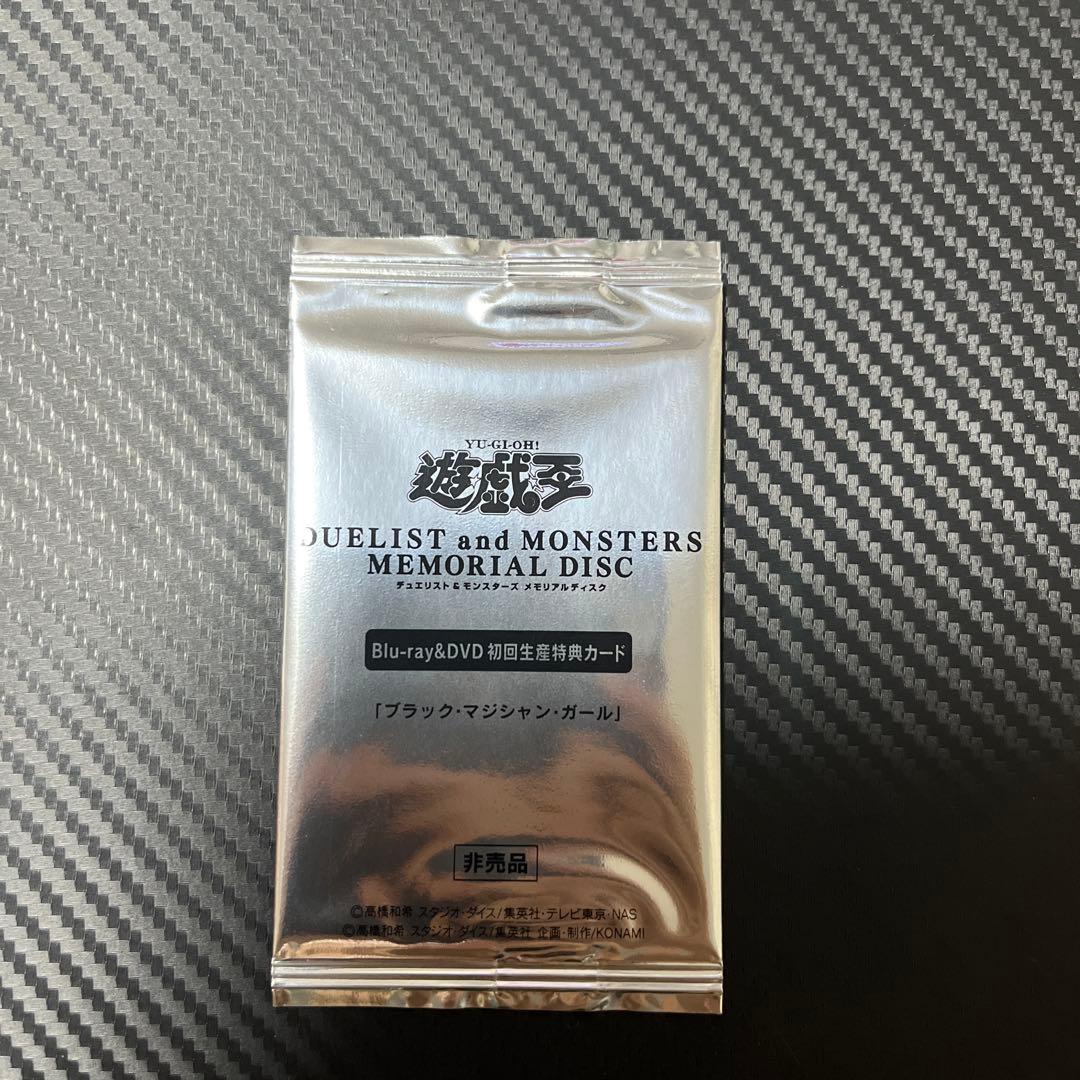 YU-GI-OH!
遊戯王
DUELIST and MONSTERS
MEMORIAL DISC
デュエリスト&モンスターズ メモリアルディスク
Blu-ray&DVD 初回生産特典カード
「ブラック・マジシャン・ガール」
非売品
©高橋和希 スタジオ・ダイス/集英社・テレビ東京・NAS
©高橋和希 スタジオ・ダイス/集英社 企画・制作/KONAMI